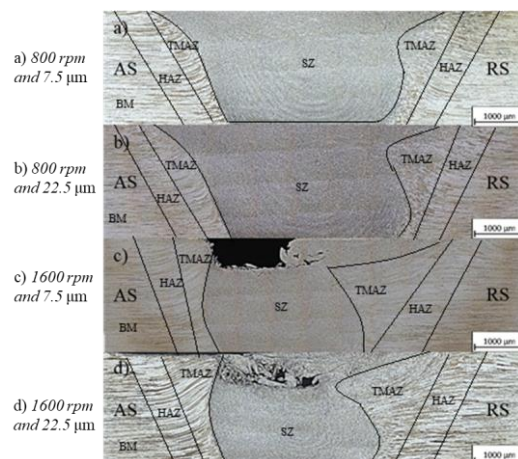 a) 800 rpm
and 7.5 μm
a)
TMAZ
SZ
TMAZ
AS
HAZ
HAZ
RS
BM
1000 μm
b) 800 rpm
and 22.5 μm
b)
TMAZ
TMAZ
AS
HAZ
SZ
HAZ
RS
BM
1000 μm
c) 1600 rpm
and 7.5 μm
c)
TMAZ
HAZ
TMAZ
AS
SZ
HAZ
RS
BM
1000 μm
d) 1600 rpm
and 22.5 μm
d)
TMAZ
TMAZ
AS
HAZ
HAZ
RS
SZ
BM
1000 μm